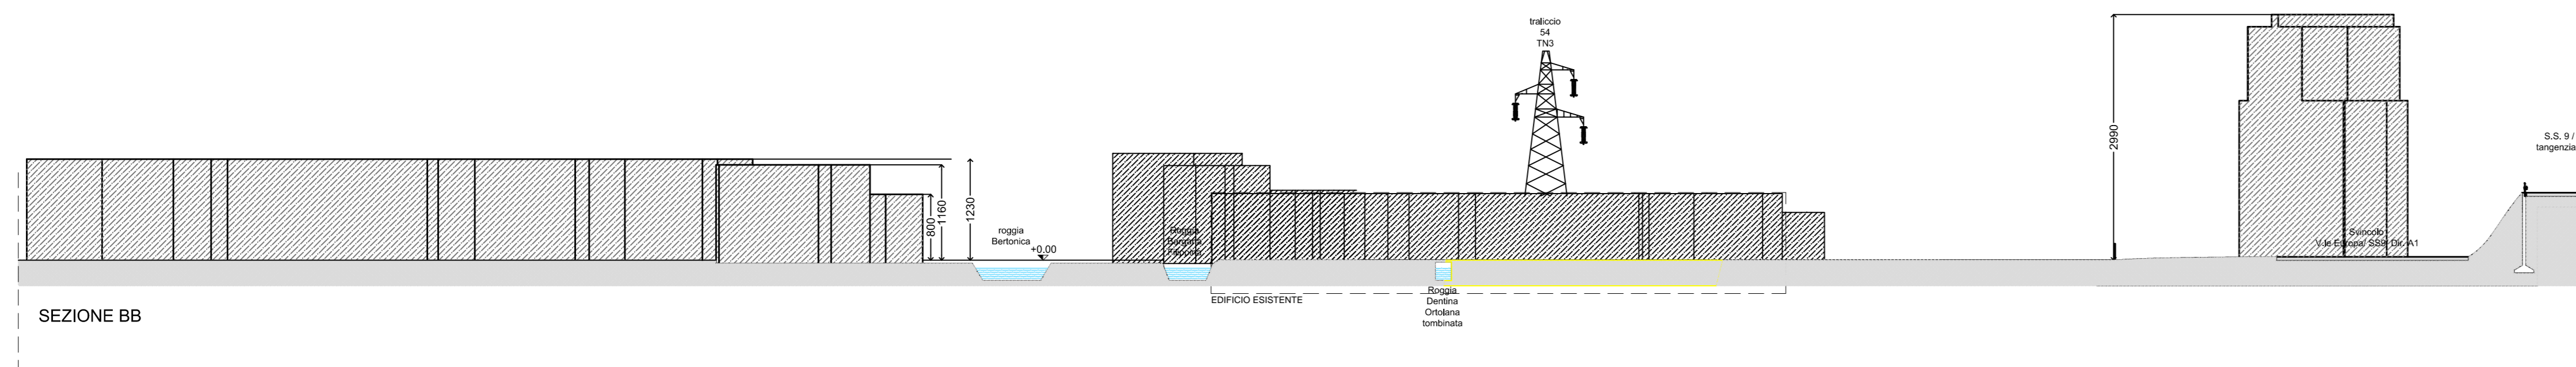 traliccio
54
TN3
2990
S.S. 9 /
tangenzia
800
1160
1230
roggia
Bertonica
+0.00
Roggia
Svincolo
V.le Europa/ SS9 Dir. A1
EDIFICIO ESISTENTE
Roggia
Dentina
Ortolana
tombinata
SEZIONE BB